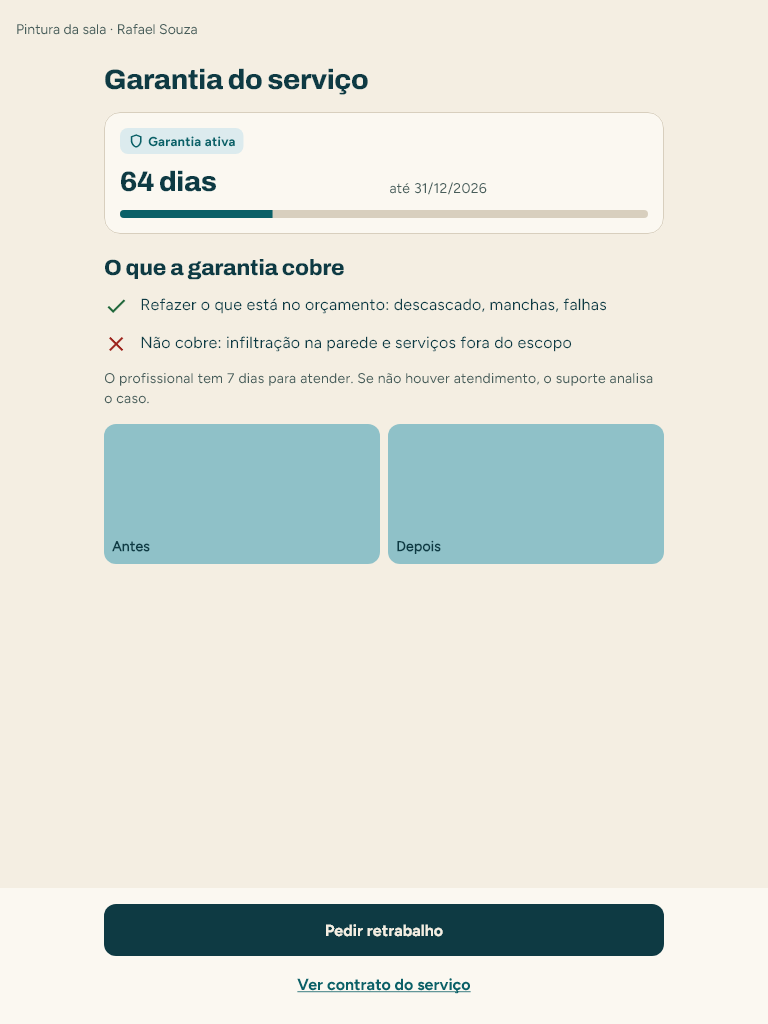 Pintura da sala · Rafael Souza
Garantia do serviço
Garantia ativa
64 dias
até 31/12/2026
O que a garantia cobre
Refazer o que está no orçamento: descascado, manchas, falhas
Não cobre: infiltração na parede e serviços fora do escopo
O profissional tem 7 dias para atender. Se não houver atendimento, o suporte analisa
o caso.
Antes
Depois
Pedir retrabalho
Ver contrato do serviço